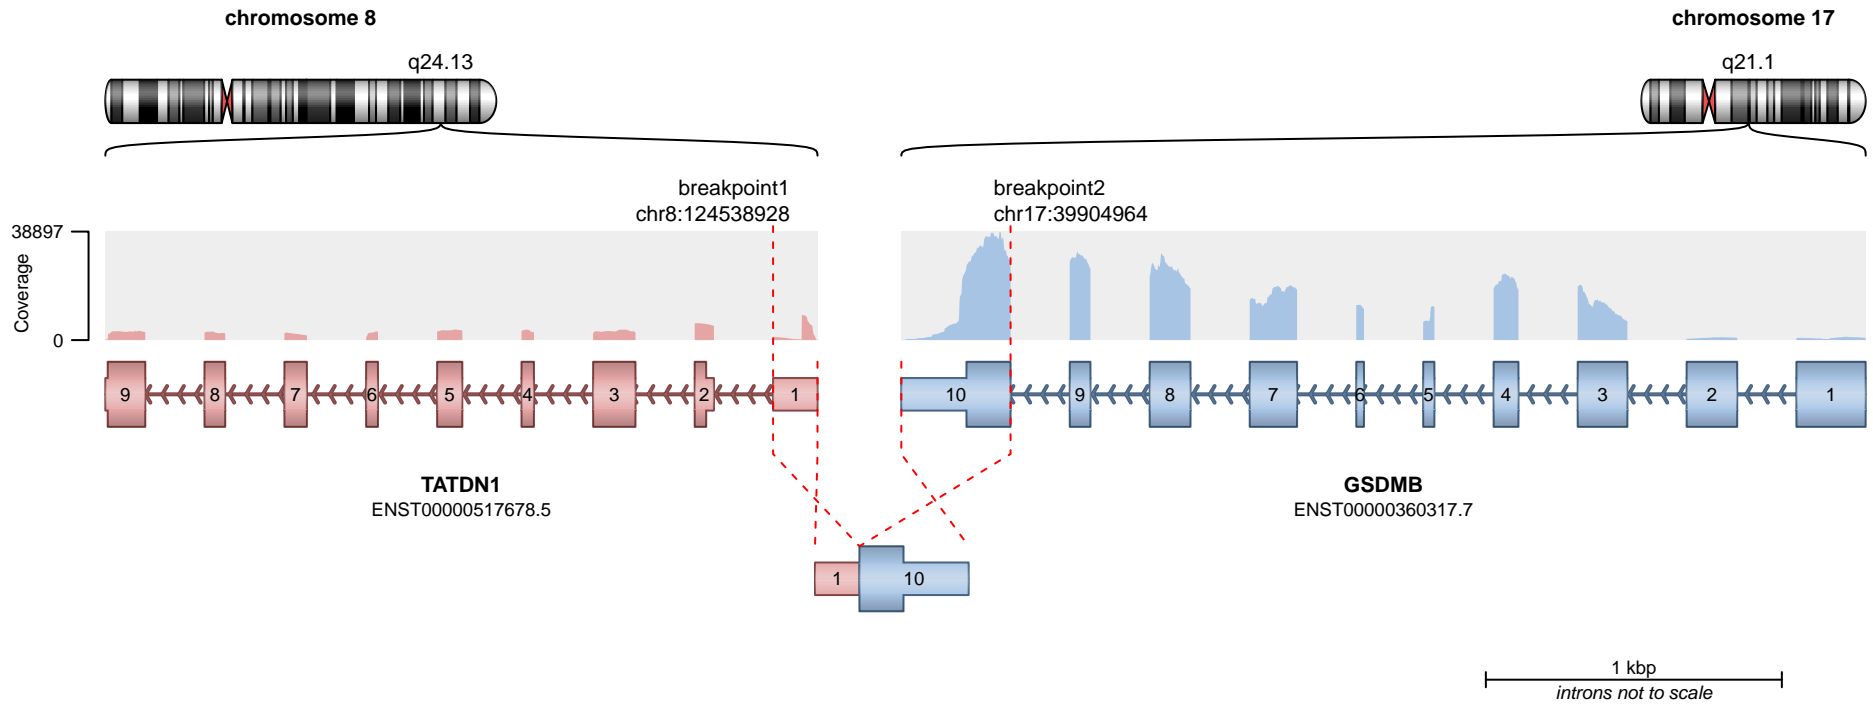 chromosome 8
chromosome 17
q24.13
q21.1
breakpoint1
chr8:124538928
breakpoint2
chr17:39904964
38897
Coverage
0
9 8 7 6 5 4 3 2 1
10 9 8 7 6 5 4 3 2 1
TATDN1
ENST00000517678.5
GSDMB
ENST00000360317.7
1 10
1 kbp
introns not to scale